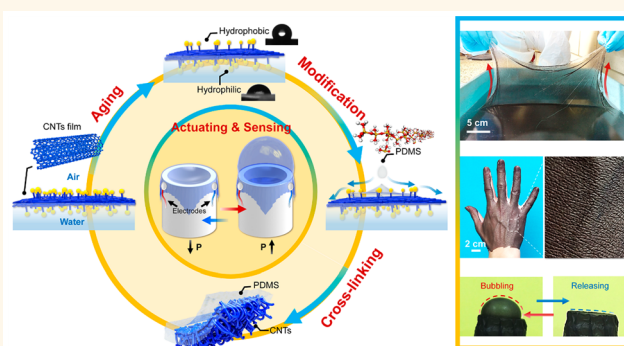 Hydrophobic
Hydrophilic
Aging
Modification
CNTs film
Air
Water
Actuating & Sensing
Electrodes
P
P
PDMS
Cross-linking
PDMS
CNTs
5 cm
2 cm
Bubbling
Releasing